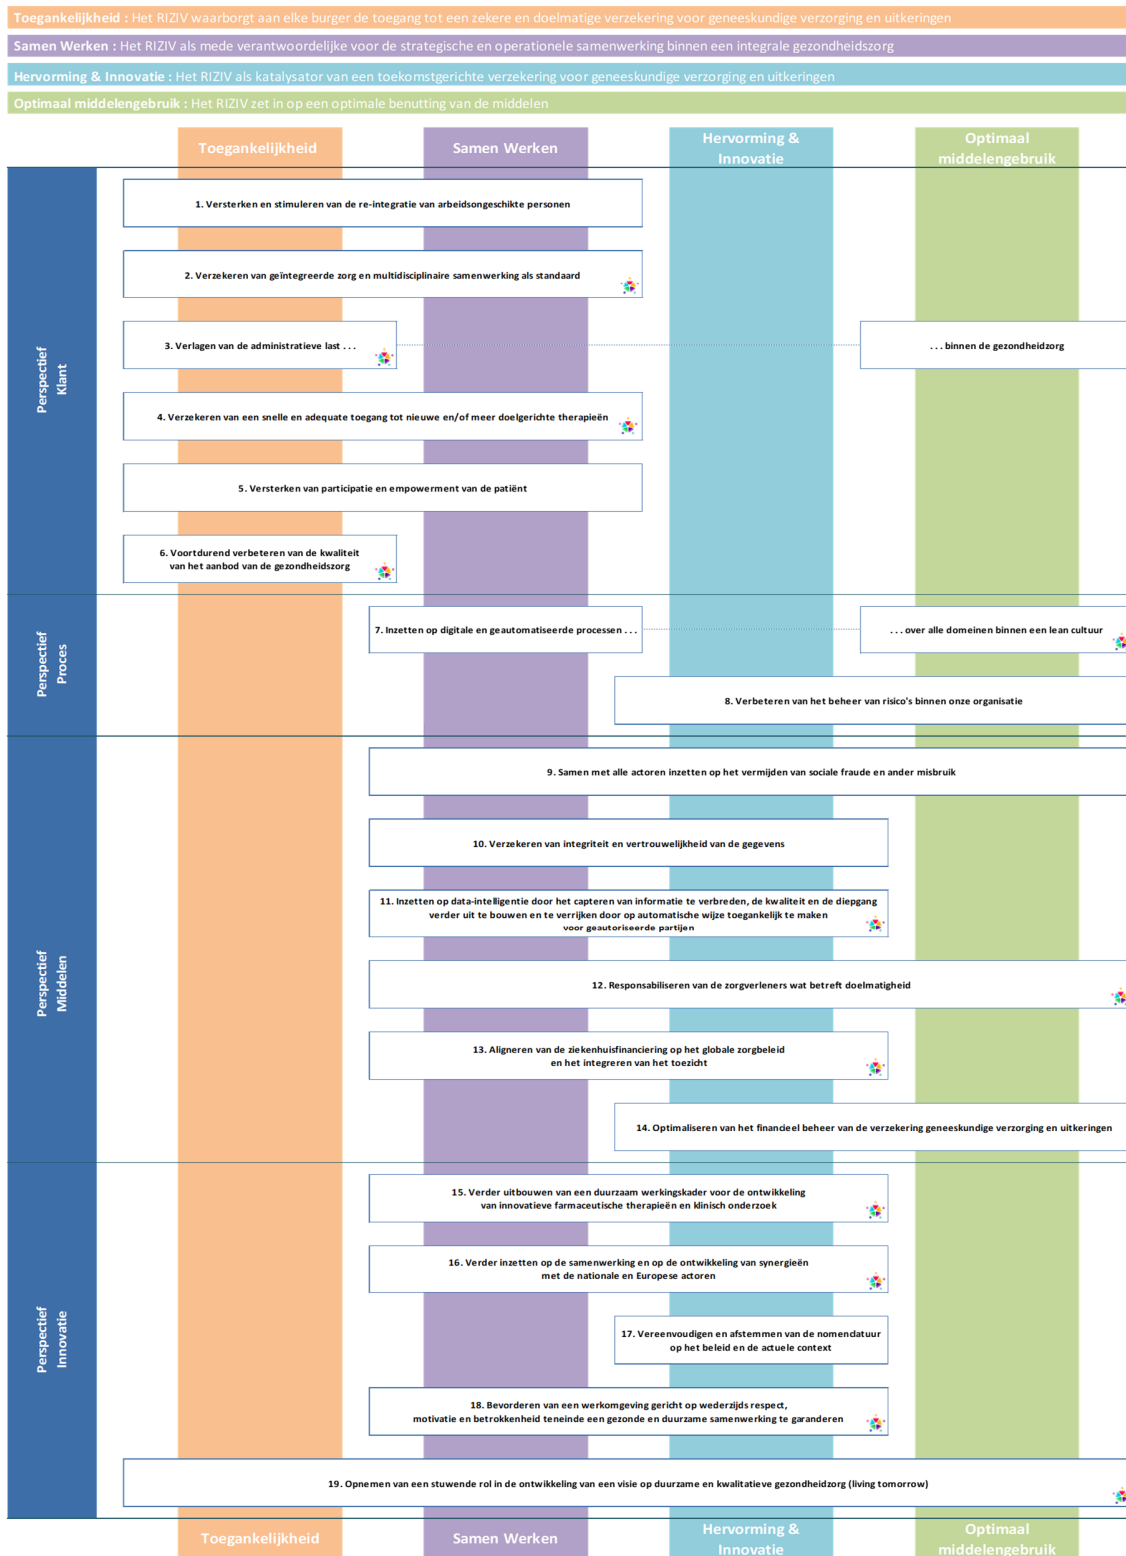 Toegankelijkheid : Het RIZIV waarborgt aan elke burger de toegang tot een zekere en doelmatige verzekering voor geneeskundige verzorging en uitkeringen
Samen Werken : Het RIZIV als mede verantwoordelijke voor de strategische en operationele samenwerking binnen een integrale gezondheidszorg
Hervorming & Innovatie : Het RIZIV als katalysator van een toekomstgerichte verzekering voor geneeskundige verzorging en uitkeringen
Optimaal middelengebruik : Het RIZIV zet in op een optimale benutting van de middelen
Toegankelijkheid
Samen Werken
Hervorming &
Innovatie
Optimaal
middelengebruik
Perspectief
Klant
1. Versterken en stimuleren van de re-integratie van arbeidsongeschikte personen
2. Verzekeren van geïntegreerde zorg en multidisciplinaire samenwerking als standaard
3. Verlagen van de administratieve last . . .
. . . binnen de gezondheidzorg
4. Verzekeren van een snelle en adequate toegang tot nieuwe en/of meer doelgerichte therapieën
5. Versterken van participatie en empowerment van de patiënt
6. Voortdurend verbeteren van de kwaliteit
van het aanbod van de gezondheidszorg
Perspectief
Proces
7. Inzetten op digitale en geautomatiseerde processen . . .
. . . over alle domeinen binnen een lean cultuur
8. Verbeteren van het beheer van risico's binnen onze organisatie
Perspectief
Middelen
9. Samen met alle actoren inzetten op het vermijden van sociale fraude en ander misbruik
10. Verzekeren van integriteit en vertrouwelijkheid van de gegevens
11. Inzetten op data-intelligentie door het capteren van informatie te verbreden, de kwaliteit en de diepgang
verder uit te bouwen en te verrijken door op automatische wijze toegankelijk te maken
voor geautoriseerde partijen
12. Responsabiliseren van de zorgverleners wat betreft doelmatigheid
13. Aligneren van de ziekenhuisfinanciering op het globale zorgbeleid
en het integreren van het toezicht
14. Optimaliseren van het financieel beheer van de verzekering geneeskundige verzorging en uitkeringen
Perspectief
Innovatie
15. Verder uitbouwen van een duurzaam werkingskader voor de ontwikkeling
van innovatieve farmaceutische therapieën en klinisch onderzoek
16. Verder inzetten op de samenwerking en op de ontwikkeling van synergieën
met de nationale en Europese actoren
17. Vereenvoudigen en afstemmen van de nomenclatuur
op het beleid en de actuele context
18. Bevorderen van een werkomgeving gericht op wederzijds respect,
motivatie en betrokkenheid teneinde een gezonde en duurzame samenwerking te garanderen
19. Opnemen van een stuwende rol in de ontwikkeling van een visie op duurzame en kwalitatieve gezondheidzorg (living tomorrow)
Toegankelijkheid
Samen Werken
Hervorming &
Innovatie
Optimaal
middelengebruik